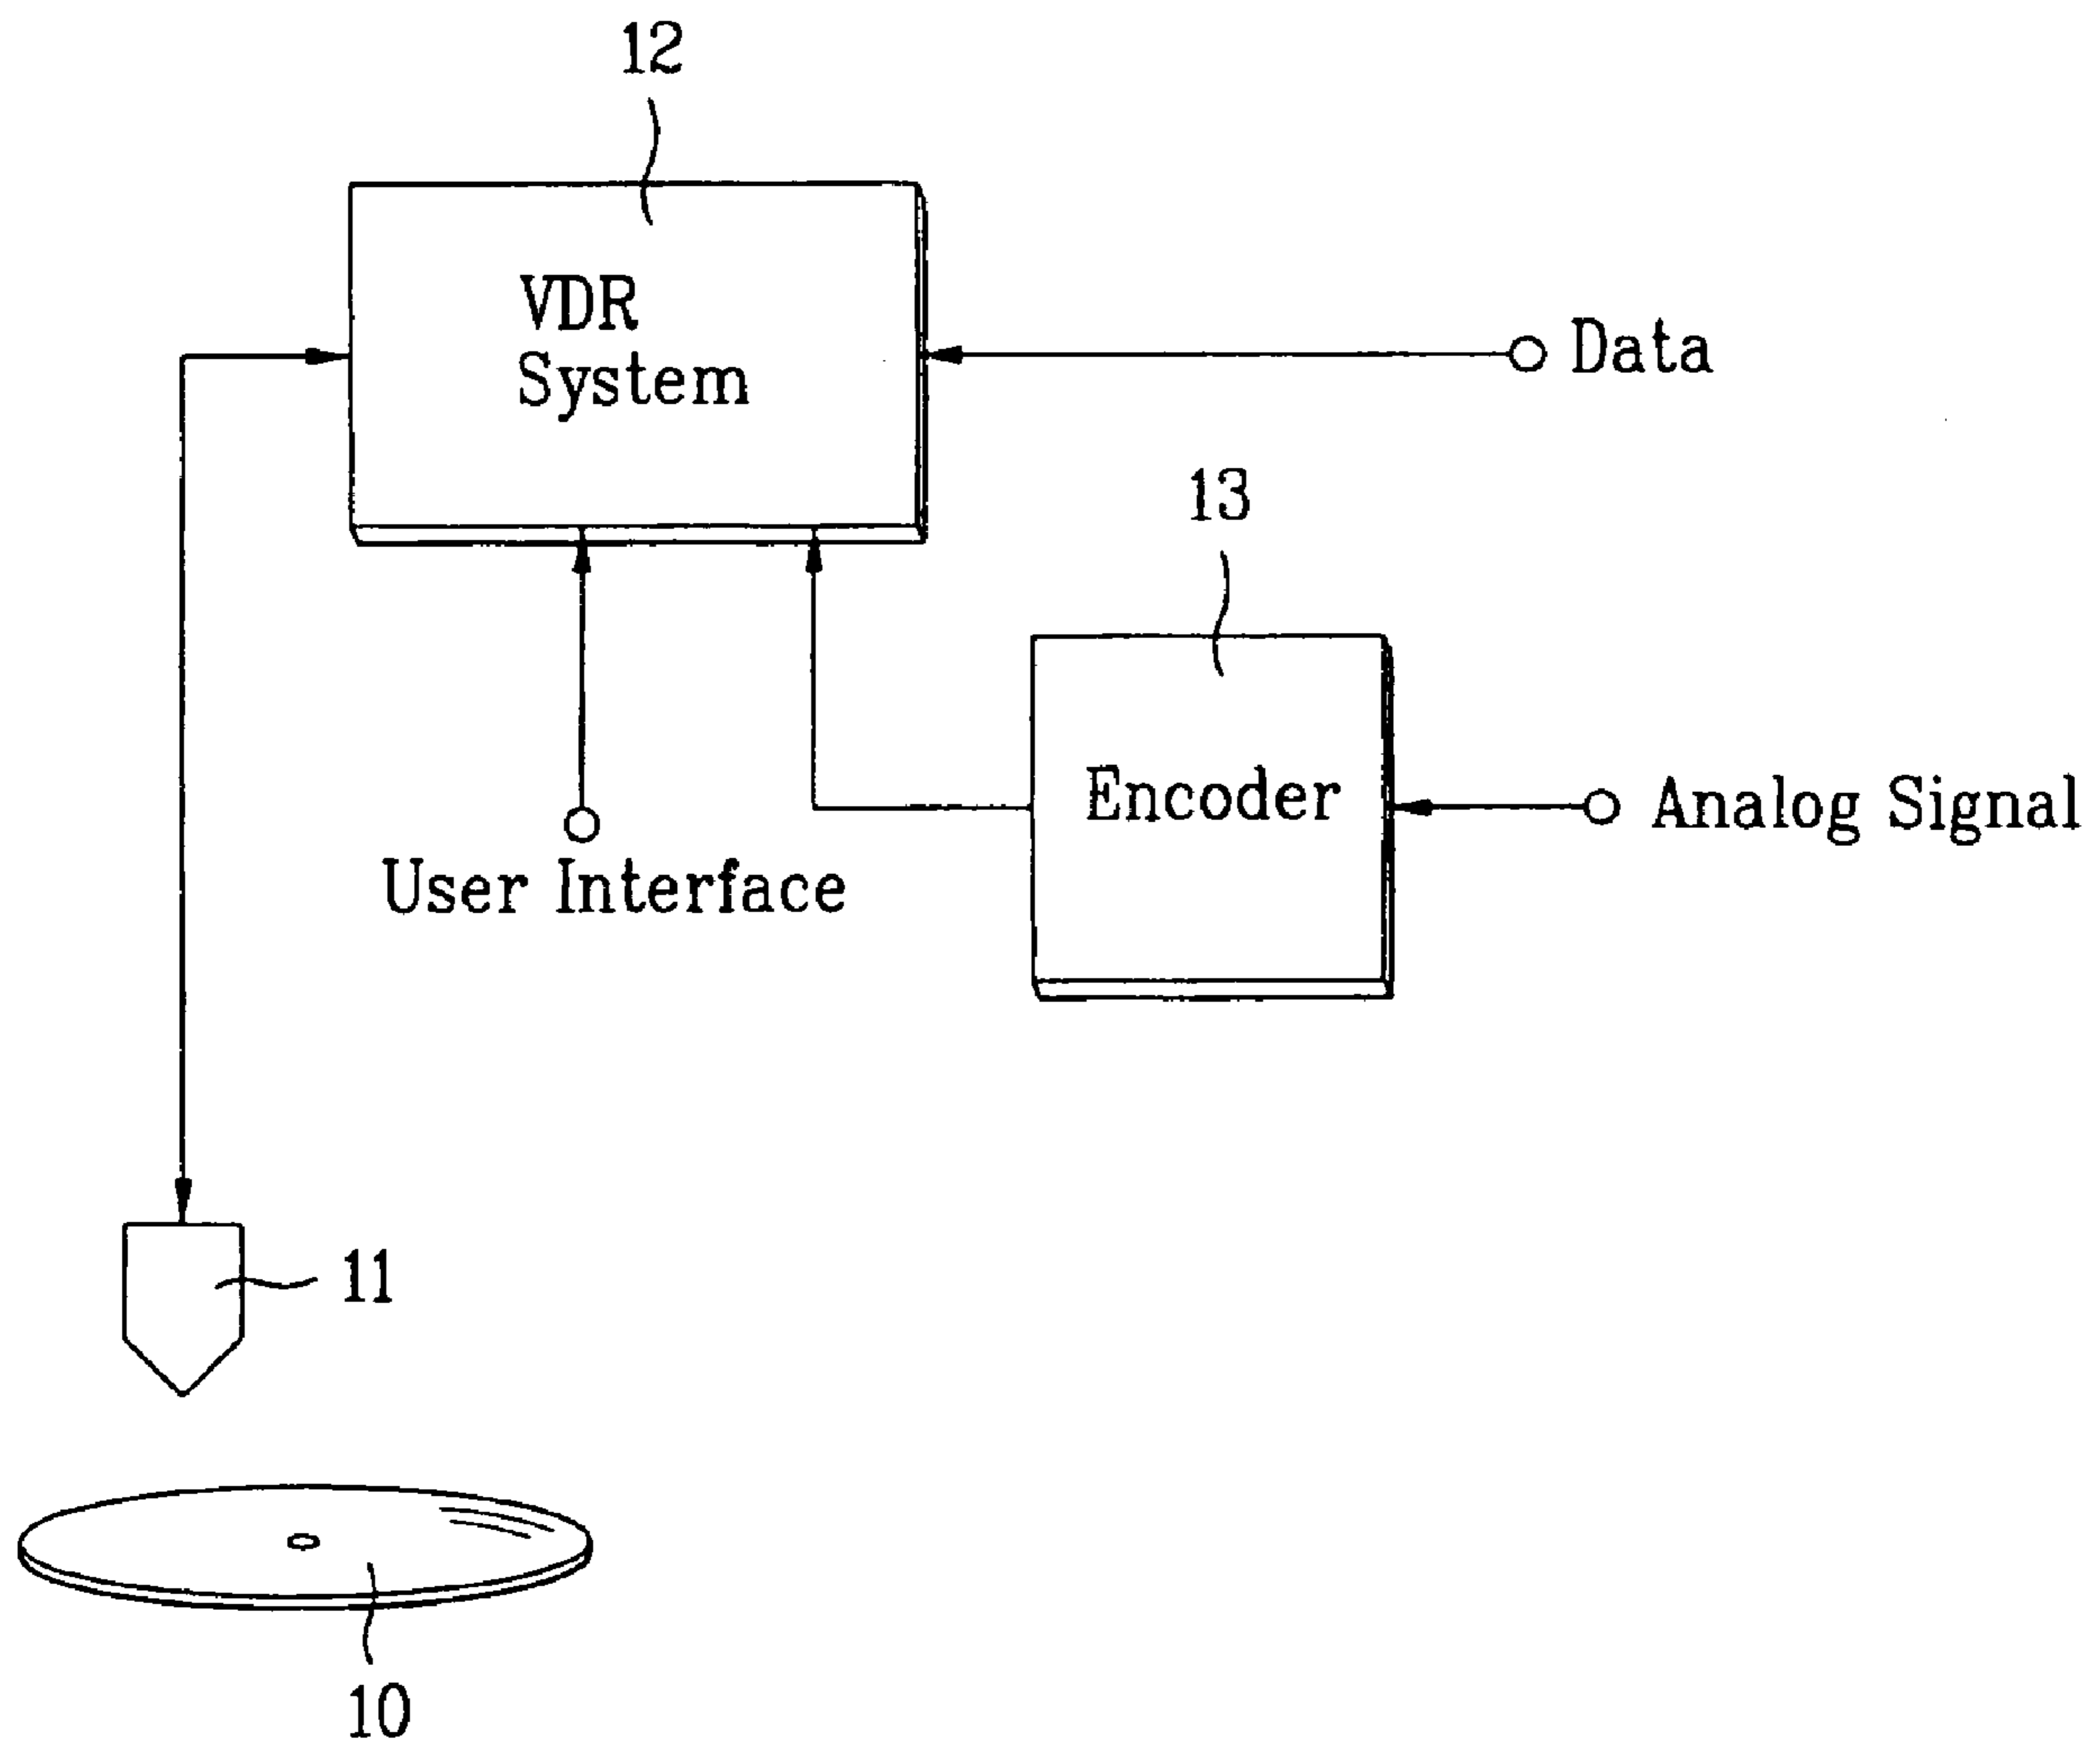 12
VDR
System
Data
13
Encoder
Analog Signal
User Interface
11
10